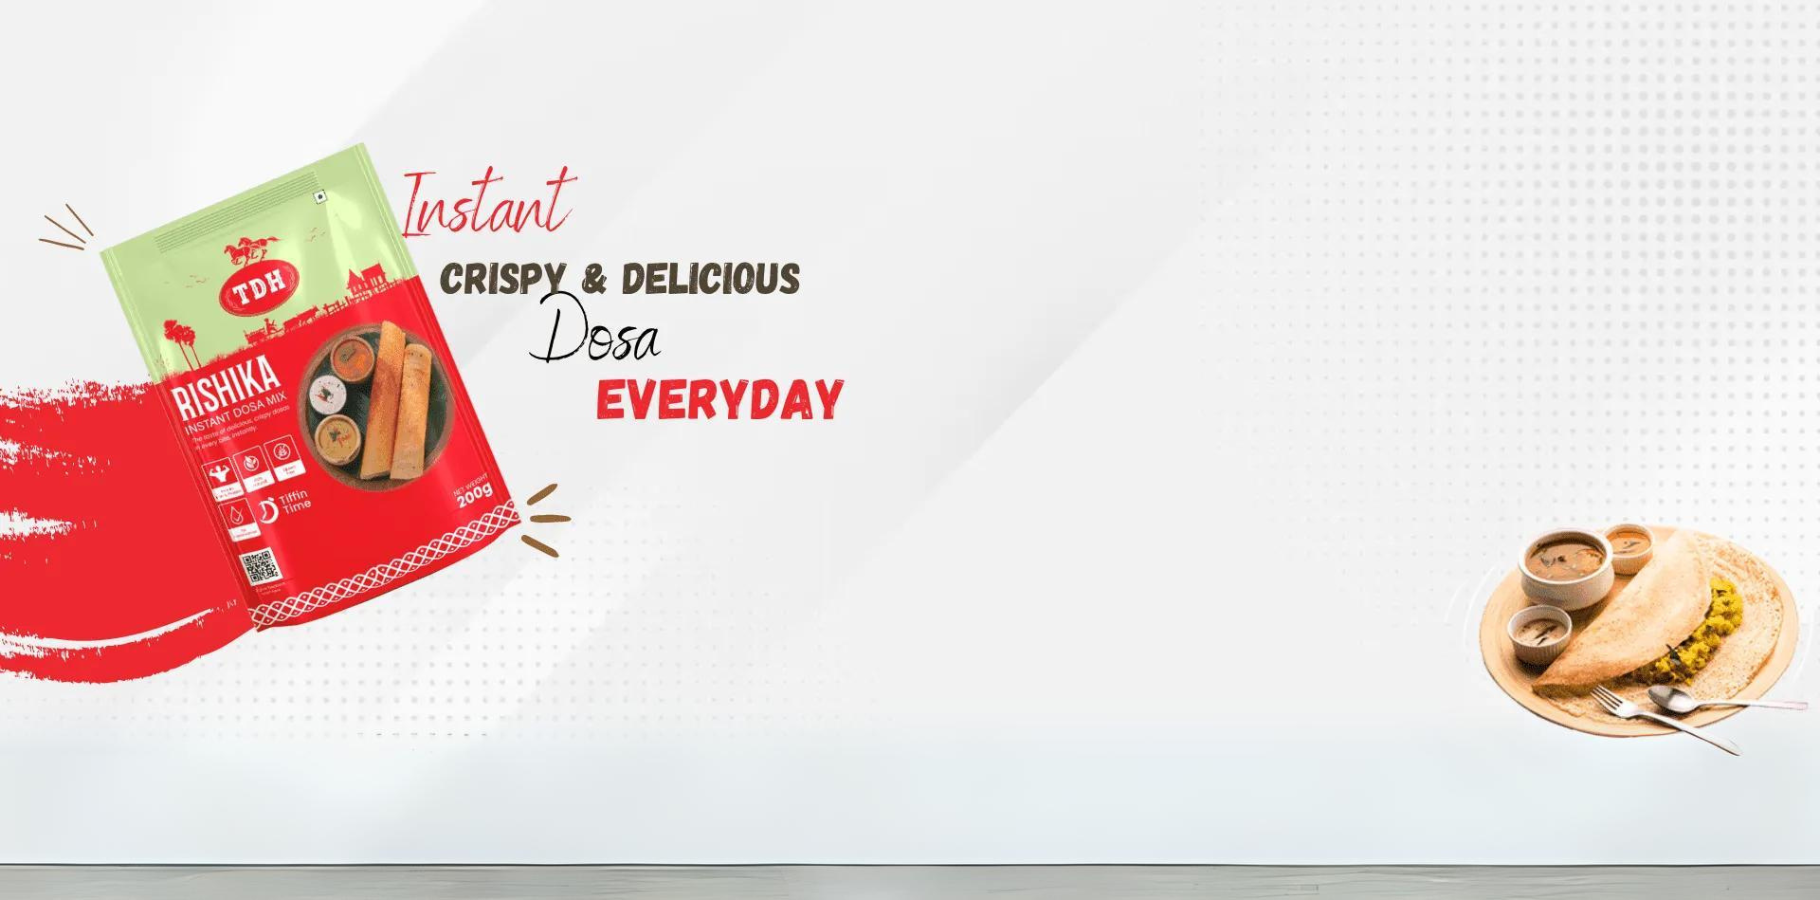 Instant
CRISPY & DELICIOUS
Dosa
EVERYDAY
TDH
RISHIKA
INSTANT DOSA MIX
The taste of delicious, crispy dosas
in every bite, instantly.
Tiffin
Time
NET WEIGHT
200g